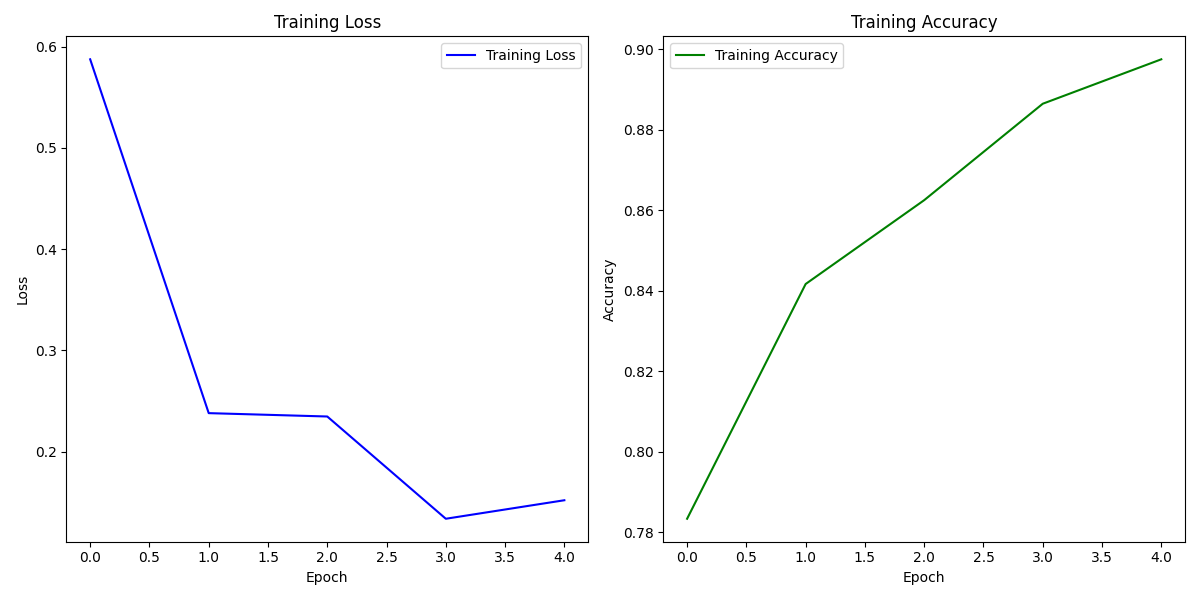 Training Loss
Training Loss
0.6
0.5
0.4
0.3
0.2
Loss
0.0 0.5 1.0 1.5 2.0 2.5 3.0 3.5 4.0
Epoch
Training Accuracy
Training Accuracy
0.90
0.88
0.86
0.84
0.82
0.80
0.78
Accuracy
0.0 0.5 1.0 1.5 2.0 2.5 3.0 3.5 4.0
Epoch